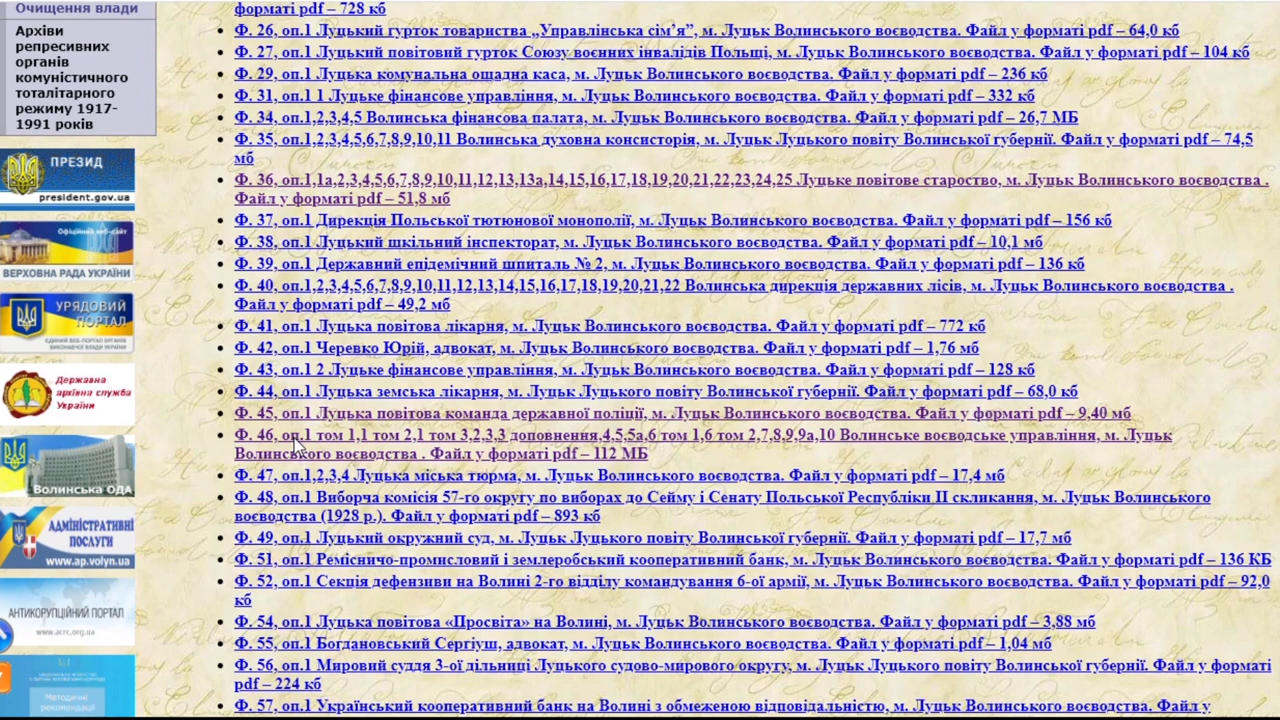 Очищення влади
Архіви
репресивних
органів
комуністичного
тоталітарного
режиму 1917-
1991 років
ПРЕЗИД
president.gov.ua
Офіційний веб-сайт
ВЕРХОВНА РАДА УКРАЇНИ
УРЯДОВИЙ
ПОРТАЛ
ЄДИНИЙ ВЕБ-ПОРТАЛ ОРГАНІВ
ВИКОНАВЧОЇ ВЛАДИ УКРАЇНИ
Державна
архівна служба
України
Волинська ОДА
АДМІНІСТРАТИВНІ
ПОСЛУГИ
www.ap.volyn.ua
АНТИКОРУПЦІЙНИЙ ПОРТАЛ
www.acrc.org.ua
Методичні
рекомендації
форматі pdf – 728 кб
Ф. 26, оп.1 Луцький гурток товариства „Управлінська сім’я”, м. Луцьк Волинського воєводства. Файл у форматі pdf – 64,0 кб
Ф. 27, оп.1 Луцький повітовий гурток Союзу воєнних інвалідів Польщі, м. Луцьк Волинського воєводства. Файл у форматі pdf – 104 кб
Ф. 29, оп.1 Луцька комунальна ощадна каса, м. Луцьк Волинського воєводства. Файл у форматі pdf – 236 кб
Ф. 31, оп.1 1 Луцьке фінансове управління, м. Луцьк Волинського воєводства. Файл у форматі pdf – 332 кб
Ф. 34, оп.1,2,3,4,5 Волинська фінансова палата, м. Луцьк Волинського воєводства. Файл у форматі pdf – 26,7 МБ
Ф. 35, оп.1,2,3,4,5,6,7,8,9,10,11 Волинська духовна консисторія, м. Луцьк Луцького повіту Волинської губернії. Файл у форматі pdf – 74,5
мб
Ф. 36, оп.1,1а,2,3,4,5,6,7,8,9,10,11,12,13,13а,14,15,16,17,18,19,20,21,22,23,24,25 Луцьке повітове староство, м. Луцьк Волинського воєводства .
Файл у форматі pdf – 51,8 мб
Ф. 37, оп.1 Дирекція Польської тютюнової монополії, м. Луцьк Волинського воєводства. Файл у форматі pdf – 156 кб
Ф. 38, оп.1 Луцький шкільний інспекторат, м. Луцьк Волинського воєводства. Файл у форматі pdf – 10,1 мб
Ф. 39, оп.1 Державний епідемічний шпиталь № 2, м. Луцьк Волинського воєводства. Файл у форматі pdf – 136 кб
Ф. 40, оп.1,2,3,4,5,6,7,8,9,10,11,12,13,14,15,16,17,18,19,20,21,22 Волинська дирекція державних лісів, м. Луцьк Волинського воєводства .
Файл у форматі pdf – 49,2 мб
Ф. 41, оп.1 Луцька повітова лікарня, м. Луцьк Волинського воєводства. Файл у форматі pdf – 772 кб
Ф. 42, оп.1 Черевко Юрій, адвокат, м. Луцьк Волинського воєводства. Файл у форматі pdf – 1,76 мб
Ф. 43, оп.1 2 Луцьке фінансове управління, м. Луцьк Волинського воєводства. Файл у форматі pdf – 128 кб
Ф. 44, оп.1 Луцька земська лікарня, м. Луцьк Луцького повіту Волинської губернії. Файл у форматі pdf – 68,0 кб
Ф. 45, оп.1 Луцька повітова команда державної поліції, м. Луцьк Волинського воєводства. Файл у форматі pdf – 9,40 мб
Ф. 46, оп.1 том 1,1 том 2,1 том 3,2,3,3 доповнення,4,5,5а,6 том 1,6 том 2,7,8,9,9а,10 Волинське воєводське управління, м. Луцьк
Волинського воєводства . Файл у форматі pdf – 112 МБ
Ф. 47, оп.1,2,3,4 Луцька міська тюрма, м. Луцьк Волинського воєводства. Файл у форматі pdf – 17,4 мб
Ф. 48, оп.1 Виборча комісія 57-го округу по виборах до Сейму і Сенату Польської Республіки II скликання, м. Луцьк Волинського
воєводства (1928 р.). Файл у форматі pdf – 893 кб
Ф. 49, оп.1 Луцький окружний суд, м. Луцьк Луцького повіту Волинської губернії. Файл у форматі pdf – 17,7 мб
Ф. 51, оп.1 Ремісничо-промисловий і землеробський кооперативний банк, м. Луцьк Волинського воєводства. Файл у форматі pdf – 136 КБ
Ф. 52, оп.1 Секція дефензиви на Волині 2-го відділу командування 6-ої армії, м. Луцьк Волинського воєводства. Файл у форматі pdf – 92,0
кб
Ф. 54, оп.1 Луцька повітова «Просвіта» на Волині, м. Луцьк Волинського воєводства. Файл у форматі pdf – 3,88 мб
Ф. 55, оп.1 Богдановський Сергіуш, адвокат, м. Луцьк Волинського воєводства. Файл у форматі pdf – 1,04 мб
Ф. 56, оп.1 Мировий суддя 3-ої дільниці Луцького судово-мирового округу, м. Луцьк Луцького повіту Волинської губернії. Файл у форматі
pdf – 224 кб
Ф. 57, оп.1 Український кооперативний банк на Волині з обмеженою відповідальністю, м. Луцьк Волинського воєводства. Файл у